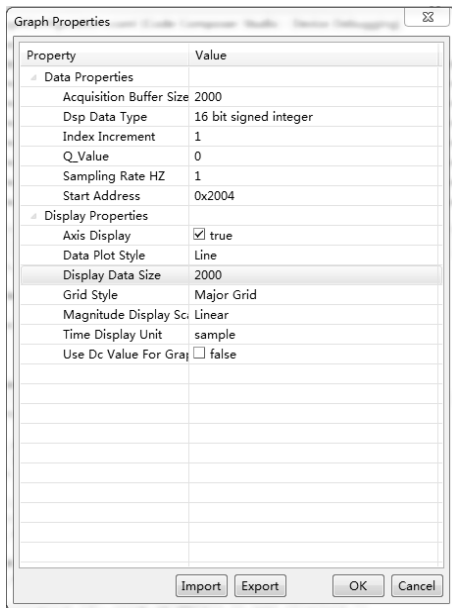 Graph Properties
Property Value
Data Properties
Acquisition Buffer Size 2000
Dsp Data Type 16 bit signed integer
Index Increment 1
Q_Value 0
Sampling Rate HZ 1
Start Address 0x2004
Display Properties
Axis Display true
Data Plot Style Line
Display Data Size 2000
Grid Style Major Grid
Magnitude Display Sca Linear
Time Display Unit sample
Use Dc Value For Grap false
Import Export OK Cancel